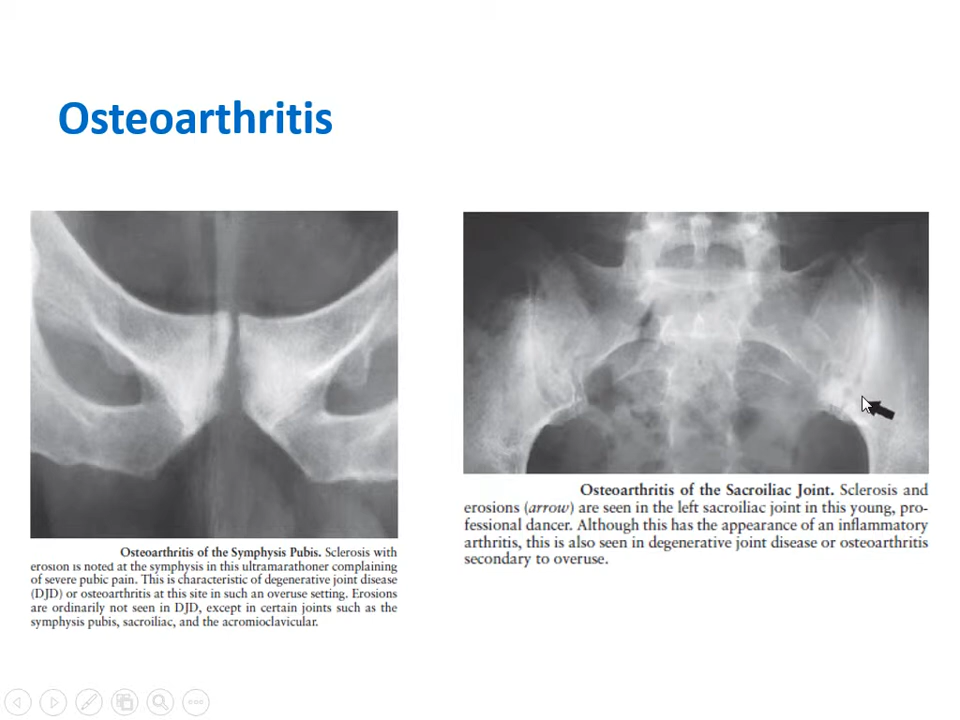 Osteoarthritis
Osteoarthritis of the Symphysis Pubis. Sclerosis with
erosion is noted at the symphysis in this ultramarathoner complaining
of severe pubic pain. This is characteristic of degenerative joint disease
(DJD) or osteoarthritis at this site in such an overuse setting. Erosions
are ordinarily not seen in DJD, except in certain joints such as the
symphysis pubis, sacroiliac, and the acromioclavicular.
Osteoarthritis of the Sacroiliac Joint. Sclerosis and
erosions (arrow) are seen in the left sacroiliac joint in this young, pro-
fessional dancer. Although this has the appearance of an inflammatory
arthritis, this is also seen in degenerative joint disease or osteoarthritis
secondary to overuse.